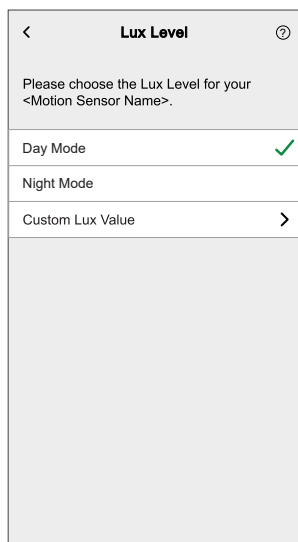 Lux Level
Please choose the Lux Level for your
<Motion Sensor Name>.
Day Mode
Night Mode
Custom Lux Value